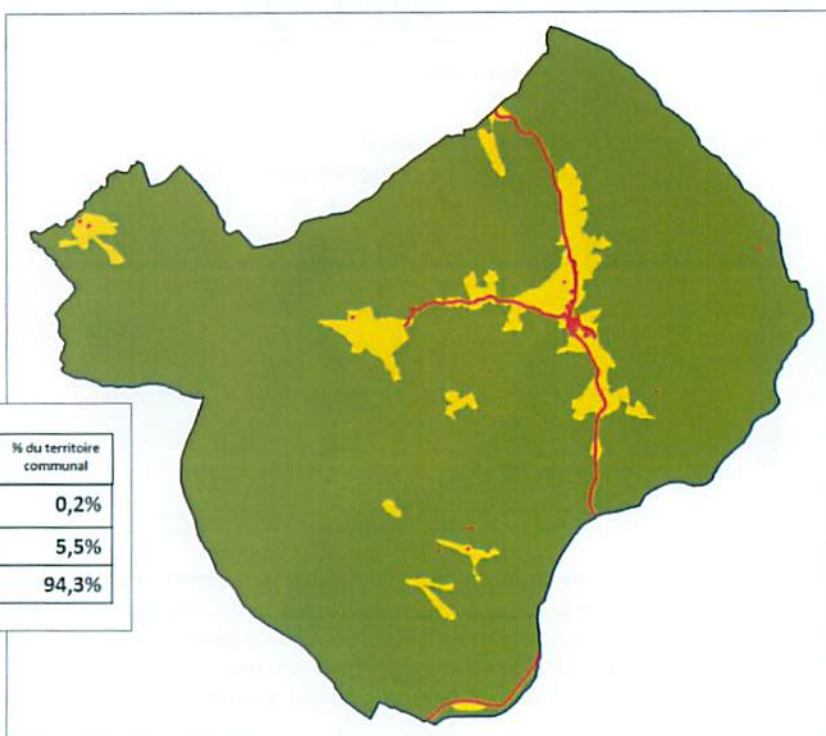 % du territoire
communal
0,2%
5,5%
94,3%